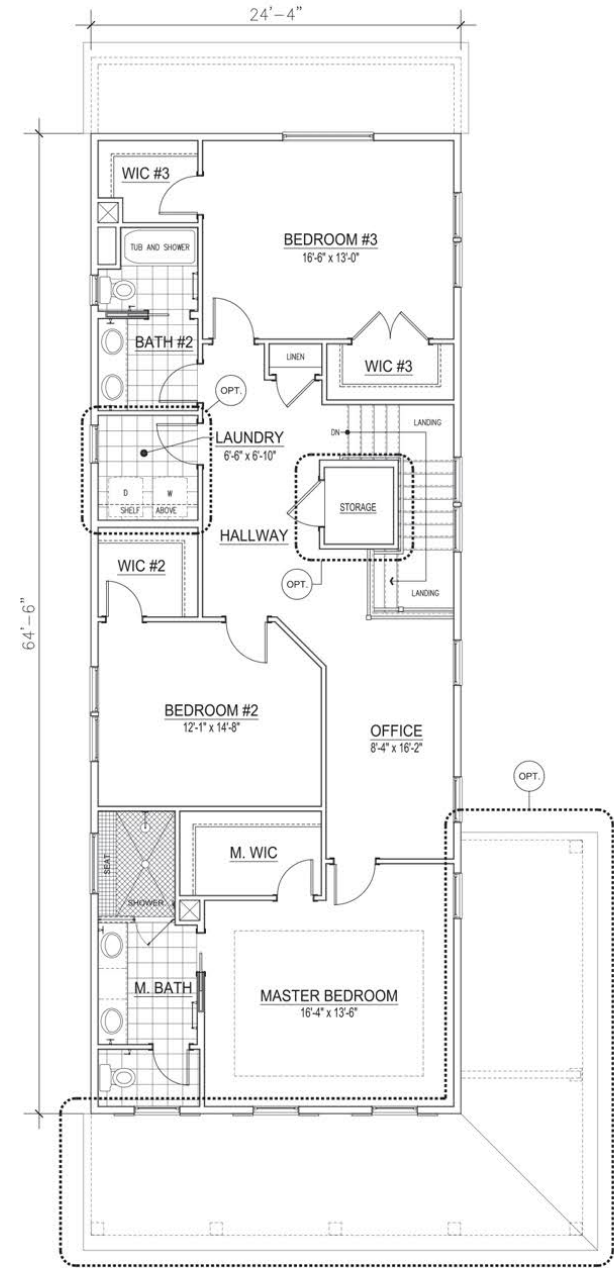 24'-4"
WIC #3
TUB AND SHOWER
BEDROOM #3
16'-6" x 13'-0"
BATH #2
LINEN
WIC #3
OPT.
DN
LANDING
LAUNDRY
6'-6" x 6'-10"
D
W
SHELF
ABOVE
STORAGE
HALLWAY
WIC #2
OPT.
LANDING
64'-6"
BEDROOM #2
12'-1" x 14'-8"
OFFICE
8'-4" x 16'-2"
OPT.
SEAT
M. WIC
SHOWER
M. BATH
MASTER BEDROOM
16'-4" x 13'-6"